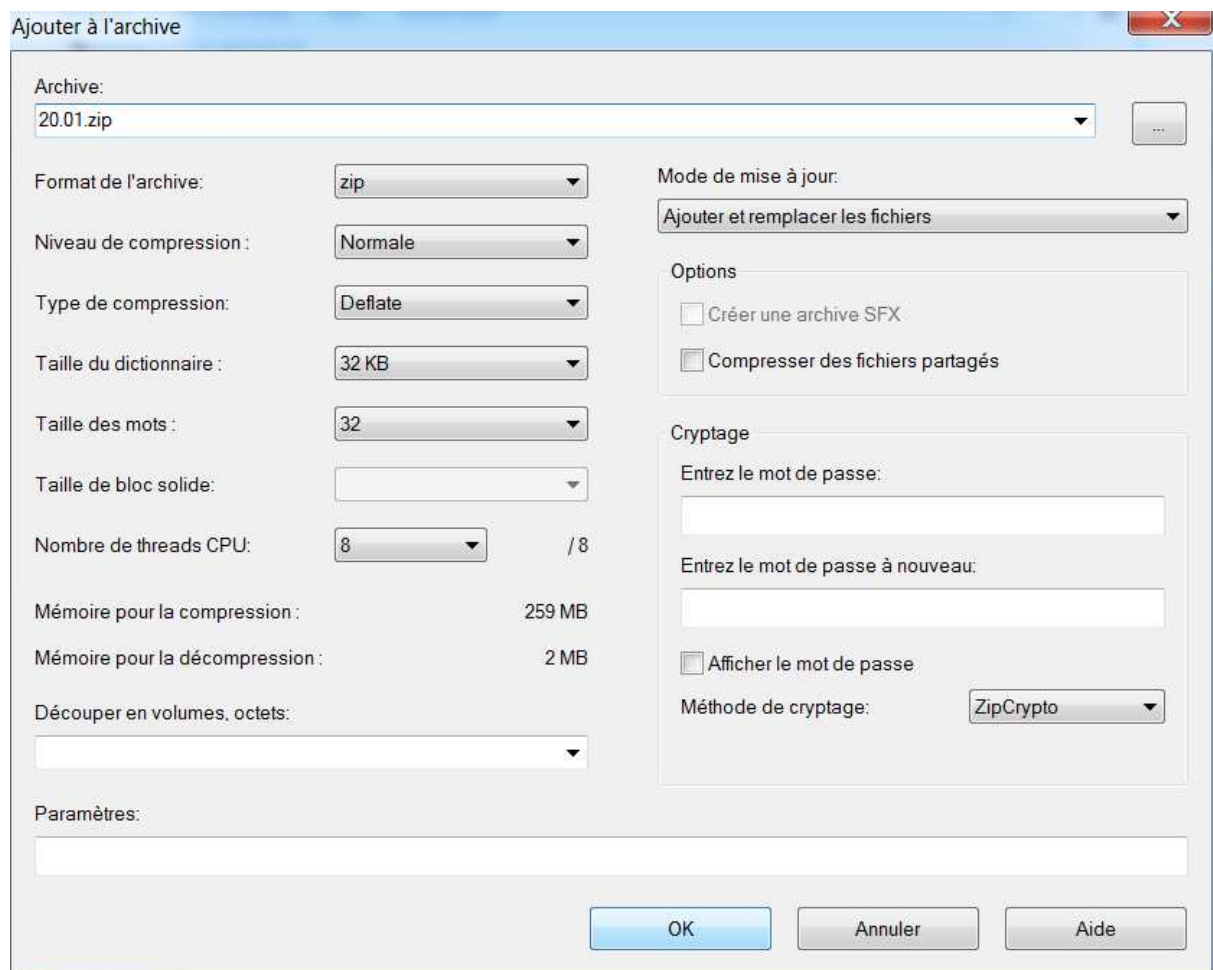 Ajouter à l'archive
Archive:
20.01.zip
...
Format de l'archive:
zip
Niveau de compression :
Normale
Type de compression:
Deflate
Taille du dictionnaire :
32 KB
Taille des mots :
32
Taille de bloc solide:
Nombre de threads CPU:
8
/ 8
Mémoire pour la compression :
259 MB
Mémoire pour la décompression :
2 MB
Découper en volumes, octets:
Mode de mise à jour:
Ajouter et remplacer les fichiers
Options
Créer une archive SFX
Compresser des fichiers partagés
Cryptage
Entrez le mot de passe:
Entrez le mot de passe à nouveau:
Afficher le mot de passe
Méthode de cryptage:
ZipCrypto
Paramètres:
OK
Annuler
Aide